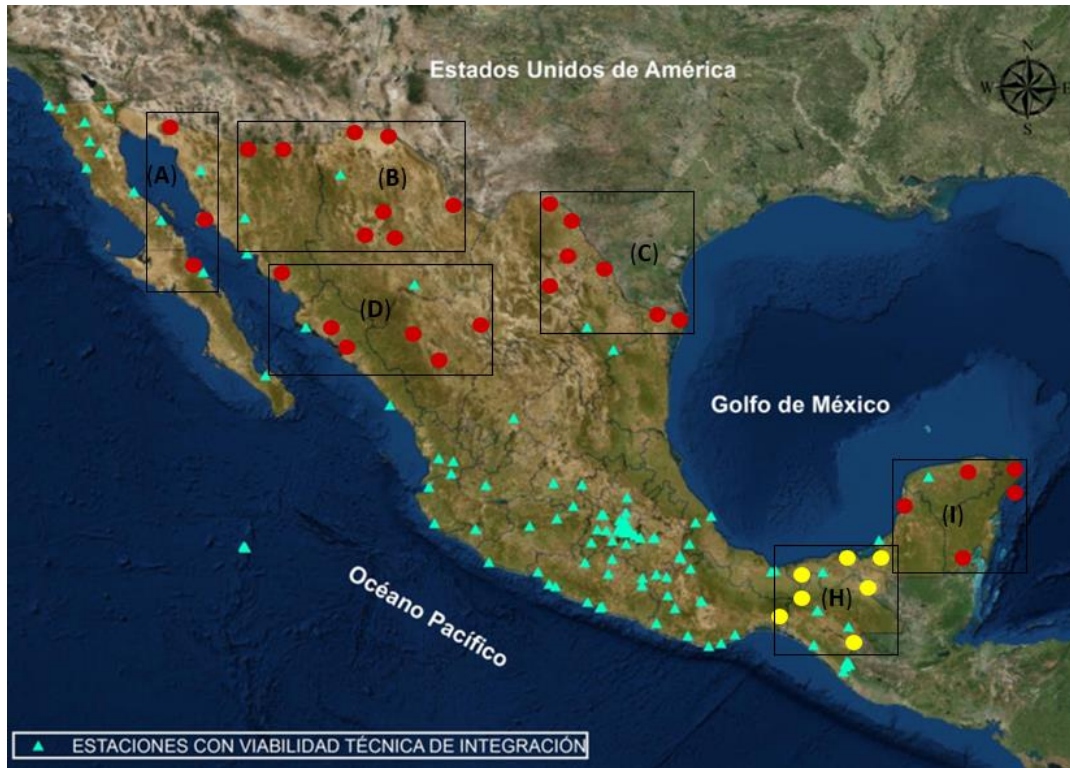 Estados Unidos de América
N
W
E
S
(A)
(B)
(C)
(D)
Golfo de México
(I)
(H)
Océano Pacífico
ESTACIONES CON VIABILIDAD TÉCNICA DE INTEGRACIÓN